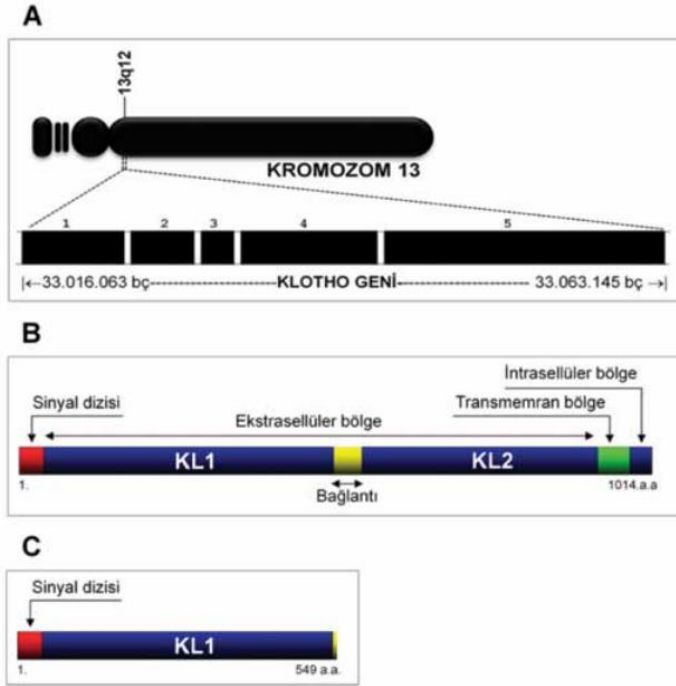 A
13q12
KROMOZOM 13
1 2 3 4 5
|←--33.016.063 bç--------------------KLOTHO GENİ--------------------- 33.063.145 bç --→|
B
İntrasellüler bölge
Sinyal dizisi Transmemran bölge
Ekstrasellüler bölge
KL1 KL2
1. 1014.a.a
Bağlantı
C
Sinyal dizisi
KL1
1. 549 a.a.